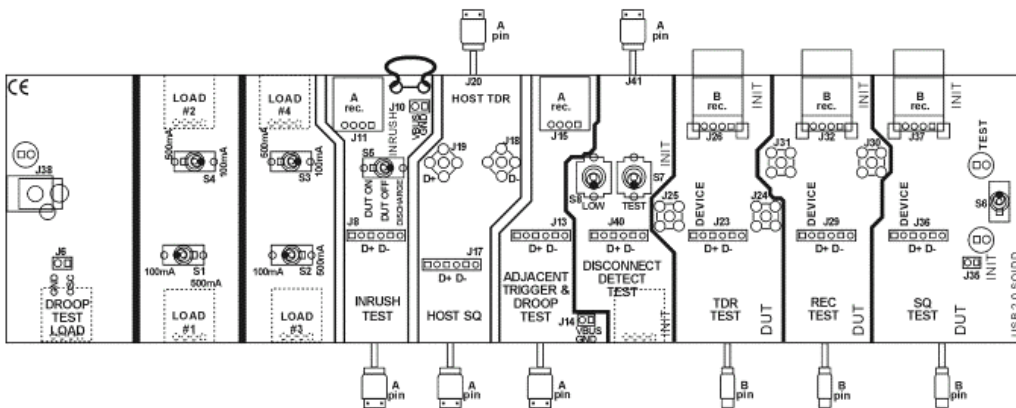 A
pin
A
pin
J20
J41
CE
LOAD
#2
LOAD
#4
A
rec.
J11
J10
VBUS
GND
HOST TDR
A
rec.
J15
B
rec.
J26
INIT
B
rec.
J32
INIT
B
rec.
J37
INIT
500mA
100mA
S4
500mA
100mA
S3
S5
INRUSH
DUT ON
DUT OFF
DISCHARGE
J19
D+
J18
D-
LOW
S7
TEST
INIT
J25
DEVICE
J24
J31
DEVICE
J30
DEVICE
TEST
S6
J38
J8
D+ D-
J17
D+ D-
J13
D+ D-
J40
D+ D-
J23
D+ D-
J29
D+ D-
J36
D+ D-
J6
GND
OSC
DROOP
TEST
LOAD
S1
100mA
500mA
LOAD
#1
S2
100mA
500mA
LOAD
#3
INRUSH
TEST
HOST SQ
ADJACENT
TRIGGER &
DROOP
TEST
J14
VBUS
GND
DISCONNECT
DETECT
TEST
INIT
TDR
TEST
DUT
REC
TEST
DUT
SQ
TEST
DUT
INIT
J35
A
pin
A
pin
A
pin
B
pin
B
pin
B
pin